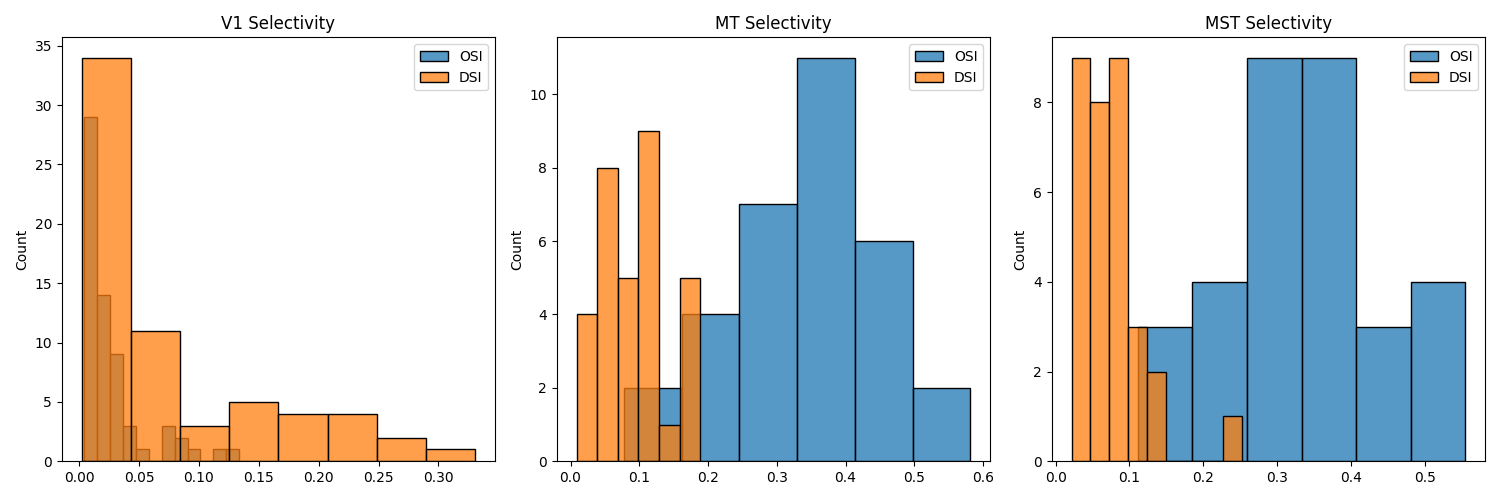 V1 Selectivity
Count
35
30
25
20
15
10
5
0
0.00 0.05 0.10 0.15 0.20 0.25 0.30
OSI
DSI
MT Selectivity
Count
10
8
6
4
2
0
0.0 0.1 0.2 0.3 0.4 0.5 0.6
OSI
DSI
MST Selectivity
Count
8
6
4
2
0
0.0 0.1 0.2 0.3 0.4 0.5
OSI
DSI